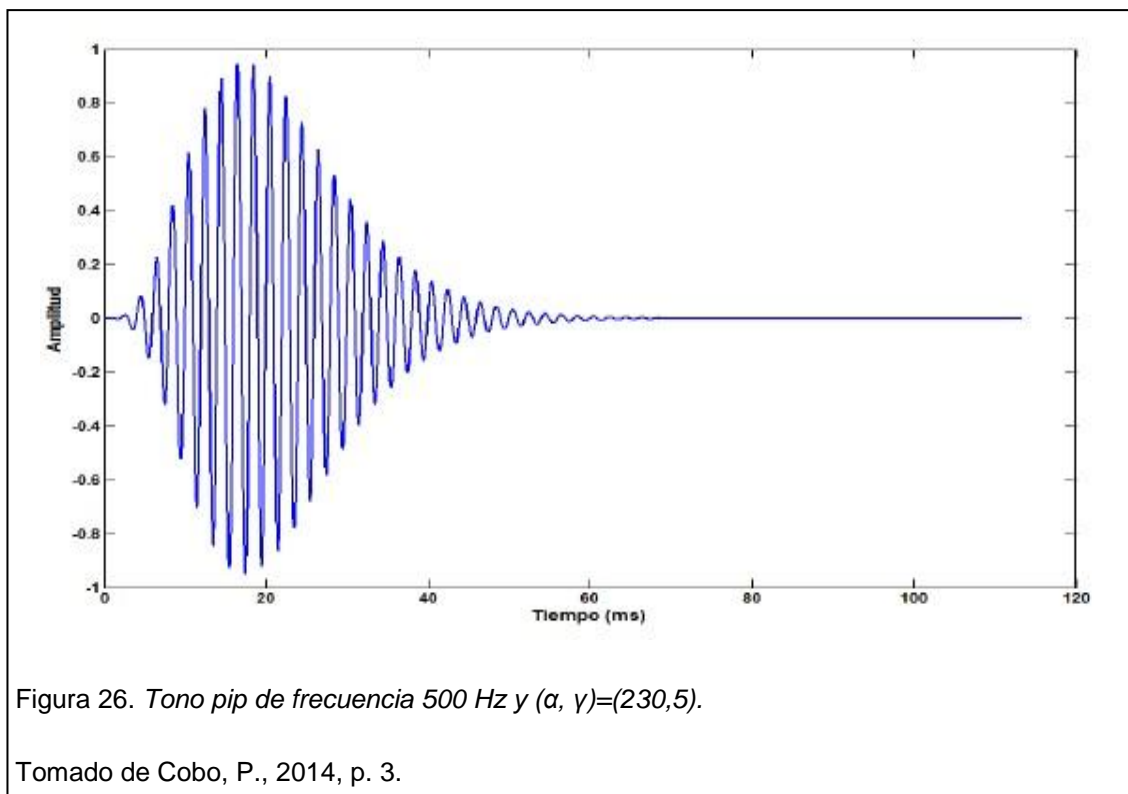 1
0.8
0.6
0.4
0.2
0
-0.2
-0.4
-0.6
-0.8
-1
Amplitud
0 20 40 60 80 100 120
Tiempo (ms)
Figura 26. Tono pip de frecuencia 500 Hz y (α, γ)=(230,5).
Tomado de Cobo, P., 2014, p. 3.